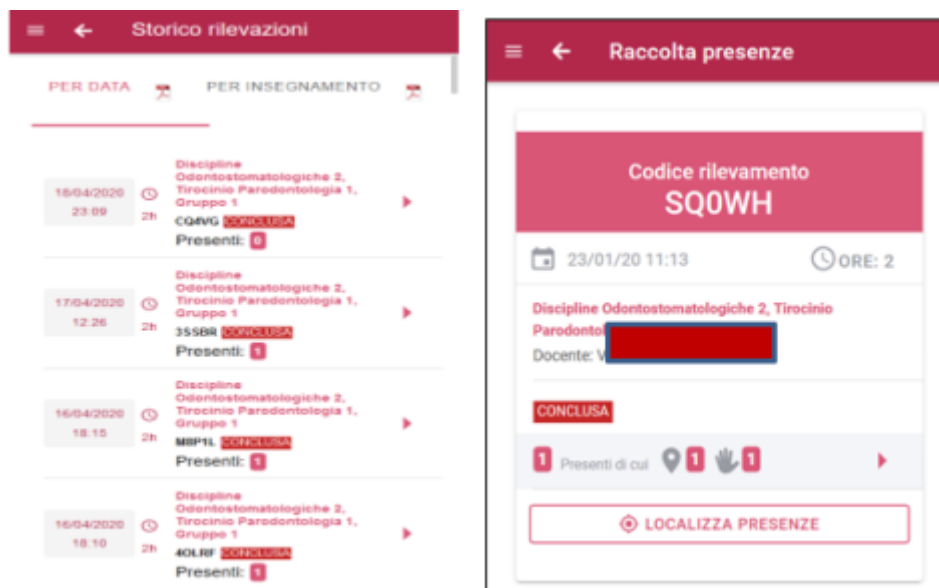 Storico rilevazioni
PER DATA
PER INSEGNAMENTO
18/04/2020
23:09
2h
Discipline
Odontostomatologiche 2,
Tirocinio Parodontologia 1,
Gruppo 1
CQ4VG CONCLUSA
Presenti: 0
17/04/2020
12:26
2h
Discipline
Odontostomatologiche 2,
Tirocinio Parodontologia 1,
Gruppo 1
3SSBR CONCLUSA
Presenti: 1
16/04/2020
18:15
2h
Discipline
Odontostomatologiche 2,
Tirocinio Parodontologia 1,
Gruppo 1
M8P1L CONCLUSA
Presenti: 1
16/04/2020
18:10
2h
Discipline
Odontostomatologiche 2,
Tirocinio Parodontologia 1,
Gruppo 1
4OLRF CONCLUSA
Presenti: 1
Raccolta presenze
Codice rilevamento
SQ0WH
23/01/20 11:13
ORE: 2
Discipline Odontostomatologiche 2, Tirocinio
Parodontol
Docente: V
CONCLUSA
1 Presenti di cui 1 1
LOCALIZZA PRESENZE